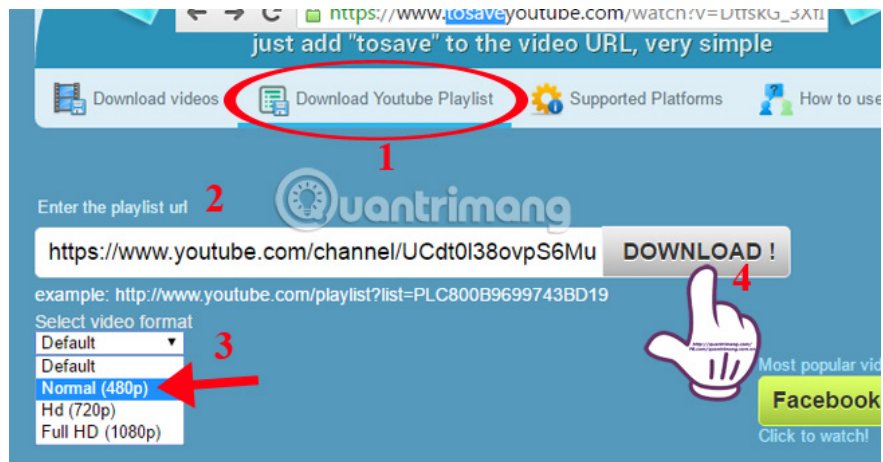 https://www.tosaveyoutube.com/watch?v=DtfskG_3XfI
just add "tosave" to the video URL, very simple
Download videos
Download Youtube Playlist
Supported Platforms
How to use
1
Enter the playlist url
2
Quantrimang
https://www.youtube.com/channel/UCdt0l38ovpS6Mu
DOWNLOAD !
4
example: http://www.youtube.com/playlist?list=PLC800B9699743BD19
Select video format
Default
3
Default
Normal (480p)
Hd (720p)
Full HD (1080p)
Most popular vid
Facebook
Click to watch!